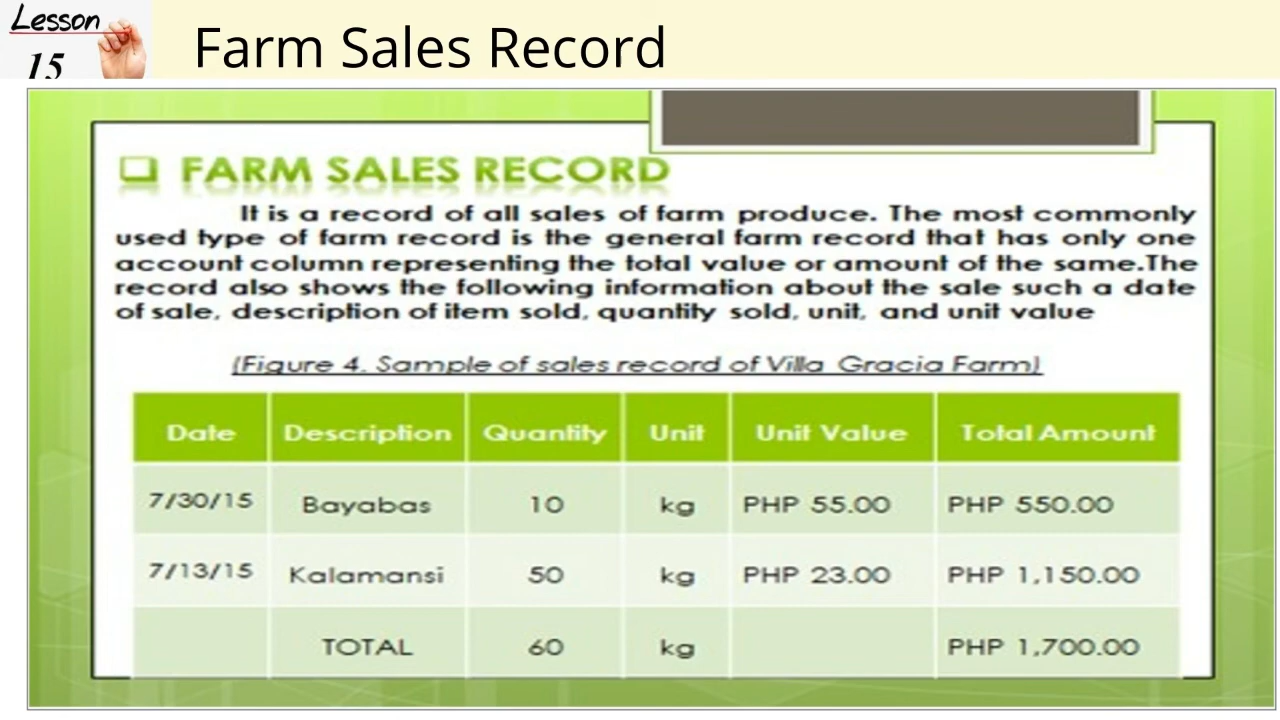 Lesson
15
Farm Sales Record
FARM SALES RECORD
It is a record of all sales of farm produce. The most commonly
used type of farm record is the general farm record that has only one
account column representing the total value or amount of the same.The
record also shows the following information about the sale such a date
of sale, description of item sold, quantity sold, unit, and unit value
(Figure 4. Sample of sales record of Villa Gracia Farm)
Date Description Quantity Unit Unit Value Total Amount
7/30/15 Bayabas 10 kg PHP 55.00 PHP 550.00
7/13/15 Kalamansi 50 kg PHP 23.00 PHP 1,150.00
TOTAL 60 kg PHP 1,700.00